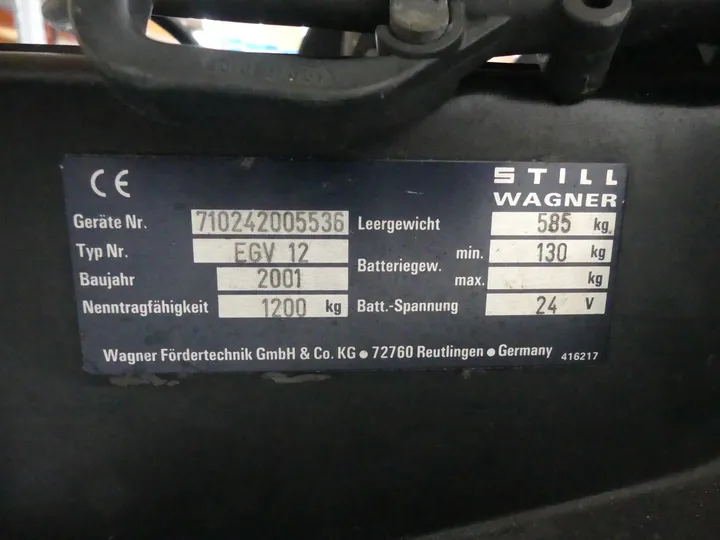 CE
STILL
WAGNER
Geräte Nr. 710242005536
Typ Nr. EGV 12
Baujahr 2001
Nenntragfähigkeit 1200 kg
Leergewicht 585 kg
Batteriegew. min. 130 kg
max. kg
Batt.-Spannung 24 V
Wagner Fördertechnik GmbH & Co. KG • 72760 Reutlingen • Germany 416217